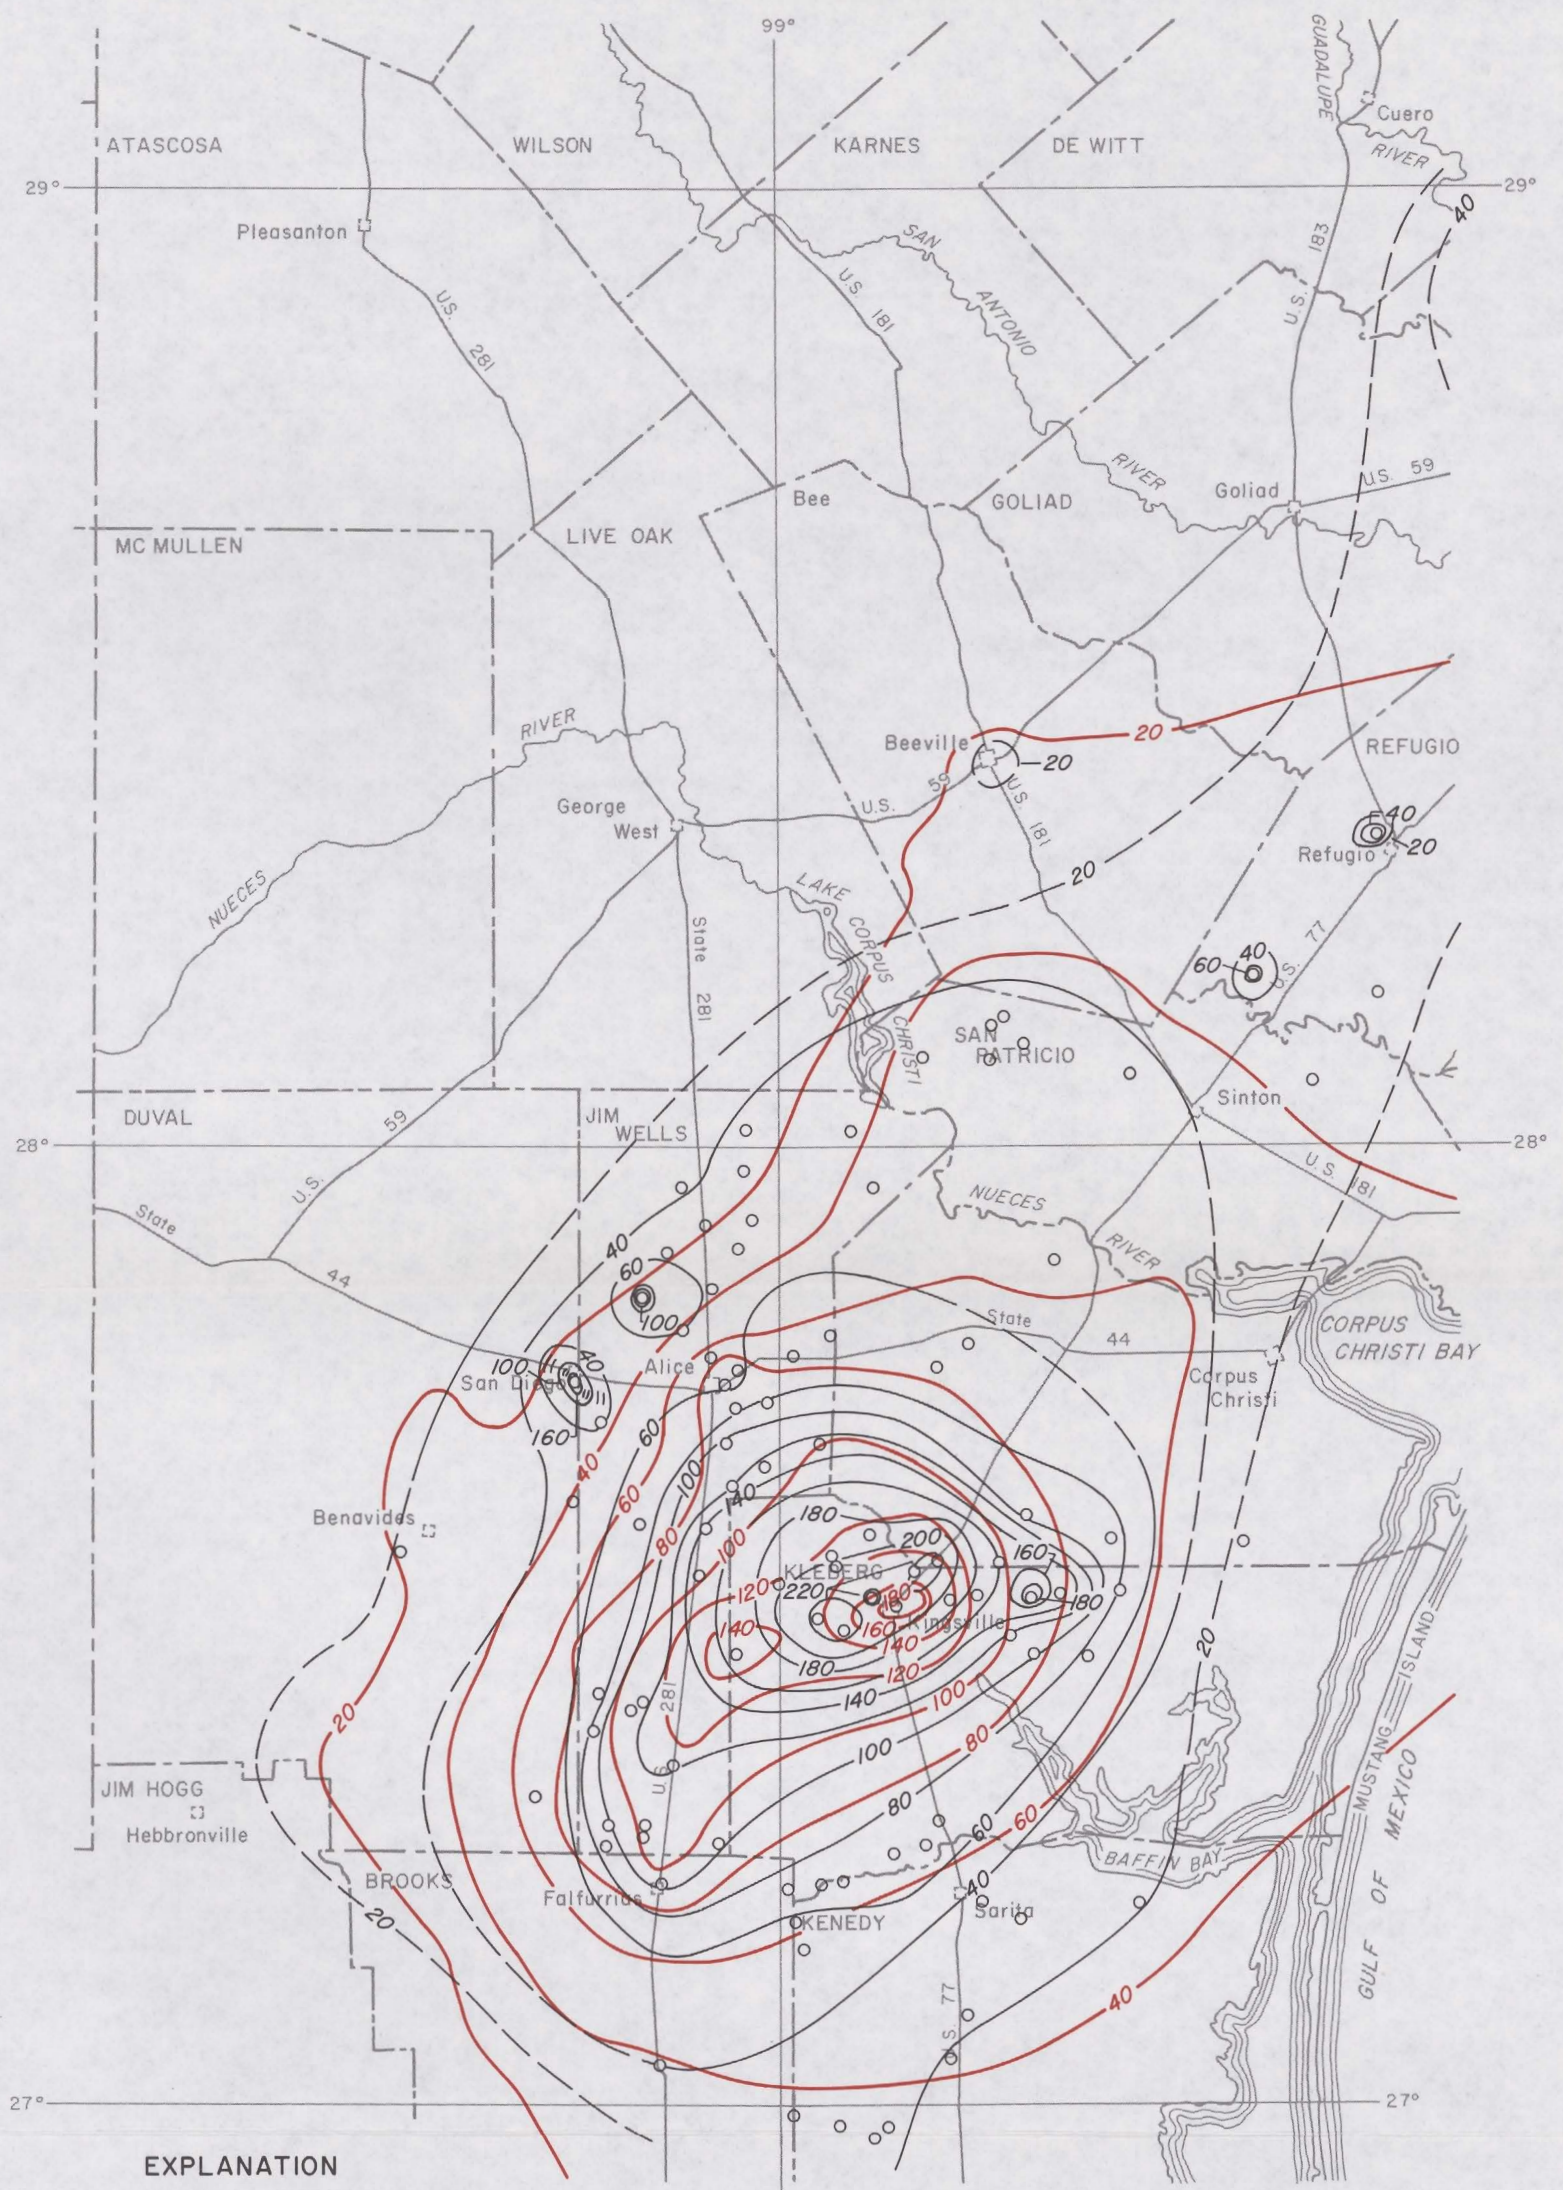 99°
GUADALUPE
Cuero
RIVER
ATASCOSA
WILSON
KARNES
DE WITT
29°
29°
40
Pleasanton
SAN
183
U.S.
U.S.
281
U.S.
181
ANTONIO
RIVER
U.S. 59
Goliad
Bee
GOLIAD
MC MULLEN
LIVE OAK
RIVER
Beeville
20
REFUGIO
20
59
U.S.
U.S.
181
George
West
40
20
Refugio
20
NUECES
LAKE
CORPUS
CHRISTI
State
281
77
U.S.
40
60
SAN
PATRICIO
Sinton
DUVAL
JIM
WELLS
59
U.S.
28°
28°
U.S.
181
NUECES
RIVER
State
44
40
60
100
State
44
CORPUS
CHRISTI BAY
100
40
Alice
San Diego
160
Corpus
Christi
60
40
60
100
80
40
100
Benavides
180
200
160
KLEBERG
120
220
180
180
160
Kingsville
140
140
120
180
140
100
20
20
281
U.S.
100
80
80
60
60
MUSTANG
ISLAND
GULF OF
MEXICO
JIM HOGG
Hebbronville
BAFFIN BAY
BROOKS
20
Falfurrias
40
Sarita
KENEDY
77
U.S.
40
27°
27°
EXPLANATION